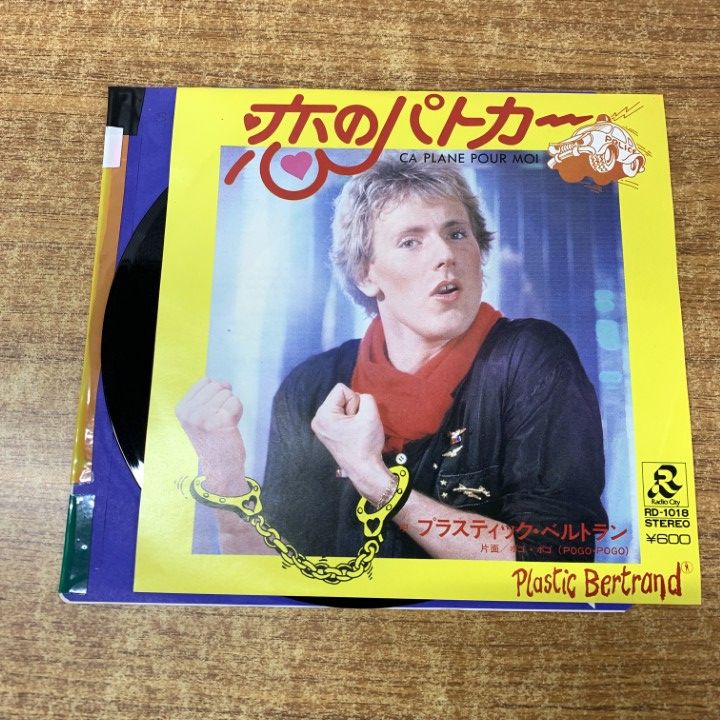 恋のパトカー
CA PLANE POUR MOI
POLICE
R
Radio City
RD-1018
STEREO
¥600
プラスティック・ベルトラン
片面/ポゴ・ポゴ(POGO-POGO)
Plastic Bertrand